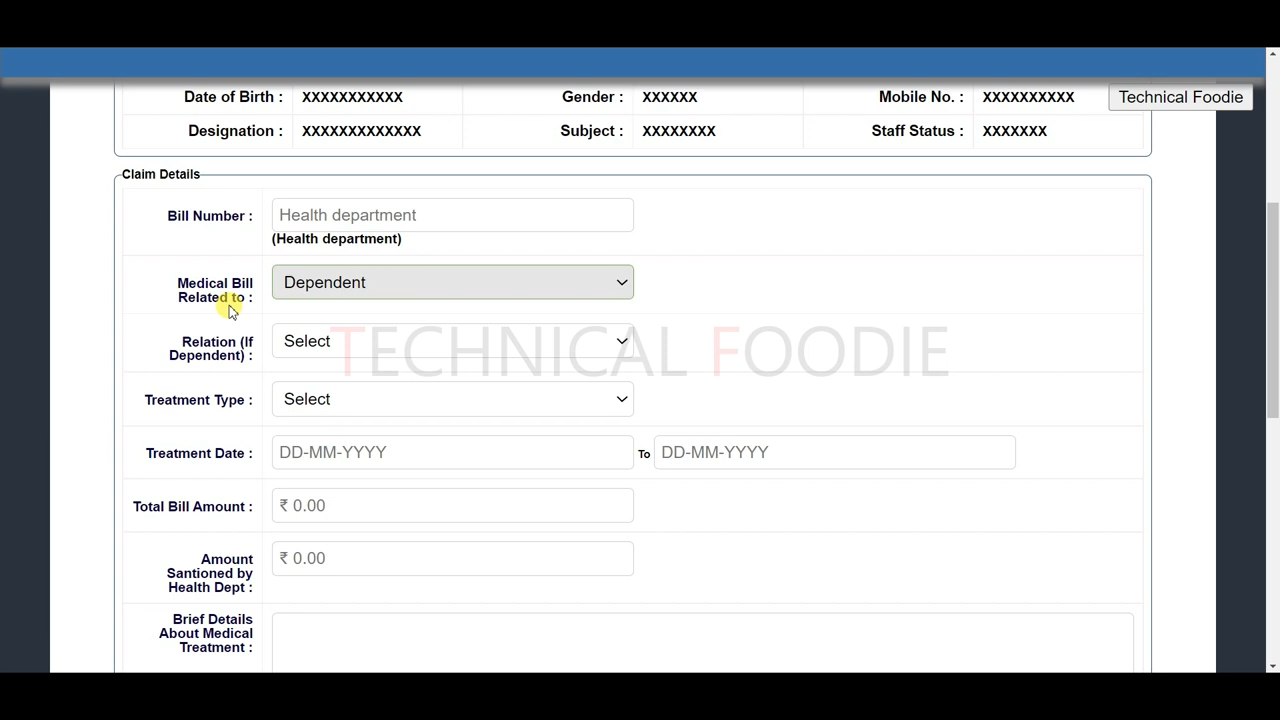 Date of Birth : XXXXXXXXXXX Gender : XXXXXX Mobile No. : XXXXXXXXXX Technical Foodie
Designation : XXXXXXXXXXXXX Subject : XXXXXXXX Staff Status : XXXXXXX
Claim Details
Bill Number : Health department
(Health department)
Medical Bill
Related to : Dependent
Relation (If
Dependent) : Select
TECHNICAL FOODIE
Treatment Type : Select
Treatment Date : DD-MM-YYYY To DD-MM-YYYY
Total Bill Amount : ₹ 0.00
Amount
Santioned by
Health Dept : ₹ 0.00
Brief Details
About Medical
Treatment :